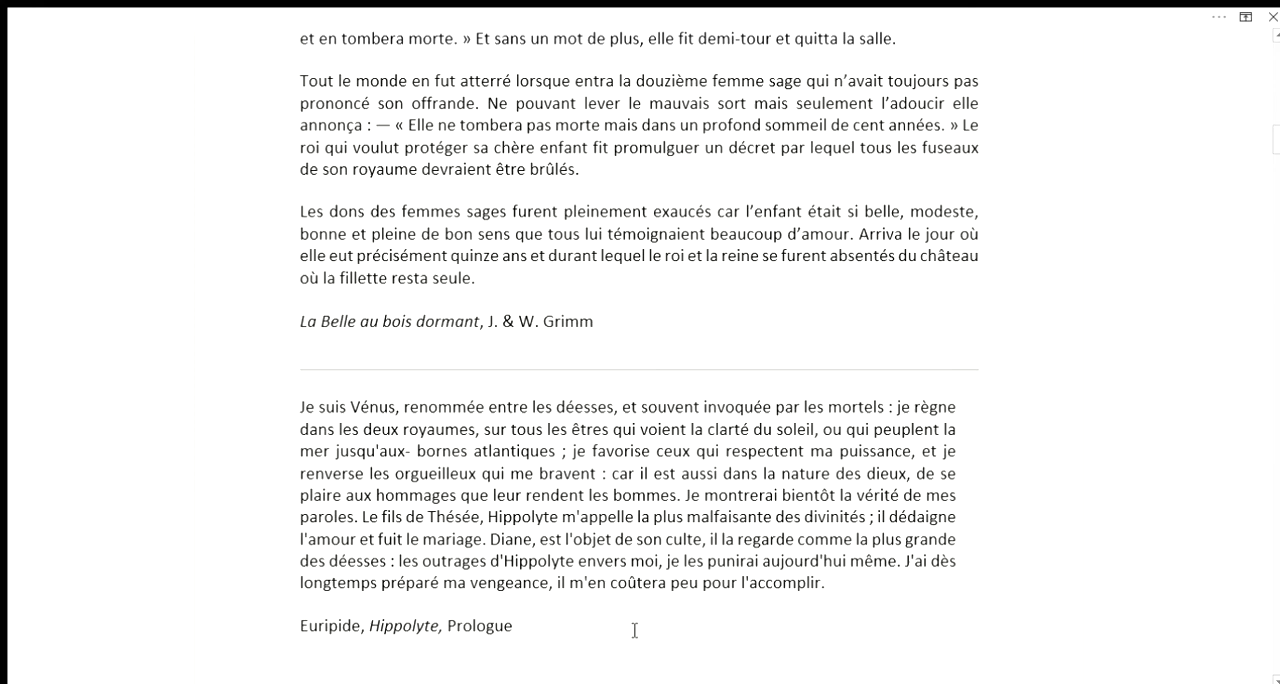 et en tombera morte. » Et sans un mot de plus, elle fit demi-tour et quitta la salle.
Tout le monde en fut atterré lorsque entra la douzième femme sage qui n’avait toujours pas
prononcé son offrande. Ne pouvant lever le mauvais sort mais seulement l’adoucir elle
annonça : — « Elle ne tombera pas morte mais dans un profond sommeil de cent années. » Le
roi qui voulut protéger sa chère enfant fit promulguer un décret par lequel tous les fuseaux
de son royaume devraient être brûlés.
Les dons des femmes sages furent pleinement exaucés car l’enfant était si belle, modeste,
bonne et pleine de bon sens que tous lui témoignaient beaucoup d’amour. Arriva le jour où
elle eut précisément quinze ans et durant lequel le roi et la reine se furent absentés du château
où la fillette resta seule.
La Belle au bois dormant, J. & W. Grimm
Je suis Vénus, renommée entre les déesses, et souvent invoquée par les mortels : je règne
dans les deux royaumes, sur tous les êtres qui voient la clarté du soleil, ou qui peuplent la
mer jusqu'aux- bornes atlantiques ; je favorise ceux qui respectent ma puissance, et je
renverse les orgueilleux qui me bravent : car il est aussi dans la nature des dieux, de se
plaire aux hommages que leur rendent les bommes. Je montrerai bientôt la vérité de mes
paroles. Le fils de Thésée, Hippolyte m'appelle la plus malfaisante des divinités ; il dédaigne
l'amour et fuit le mariage. Diane, est l'objet de son culte, il la regarde comme la plus grande
des déesses : les outrages d'Hippolyte envers moi, je les punirai aujourd'hui même. J'ai dès
longtemps préparé ma vengeance, il m'en coûtera peu pour l'accomplir.
Euripide, Hippolyte, Prologue